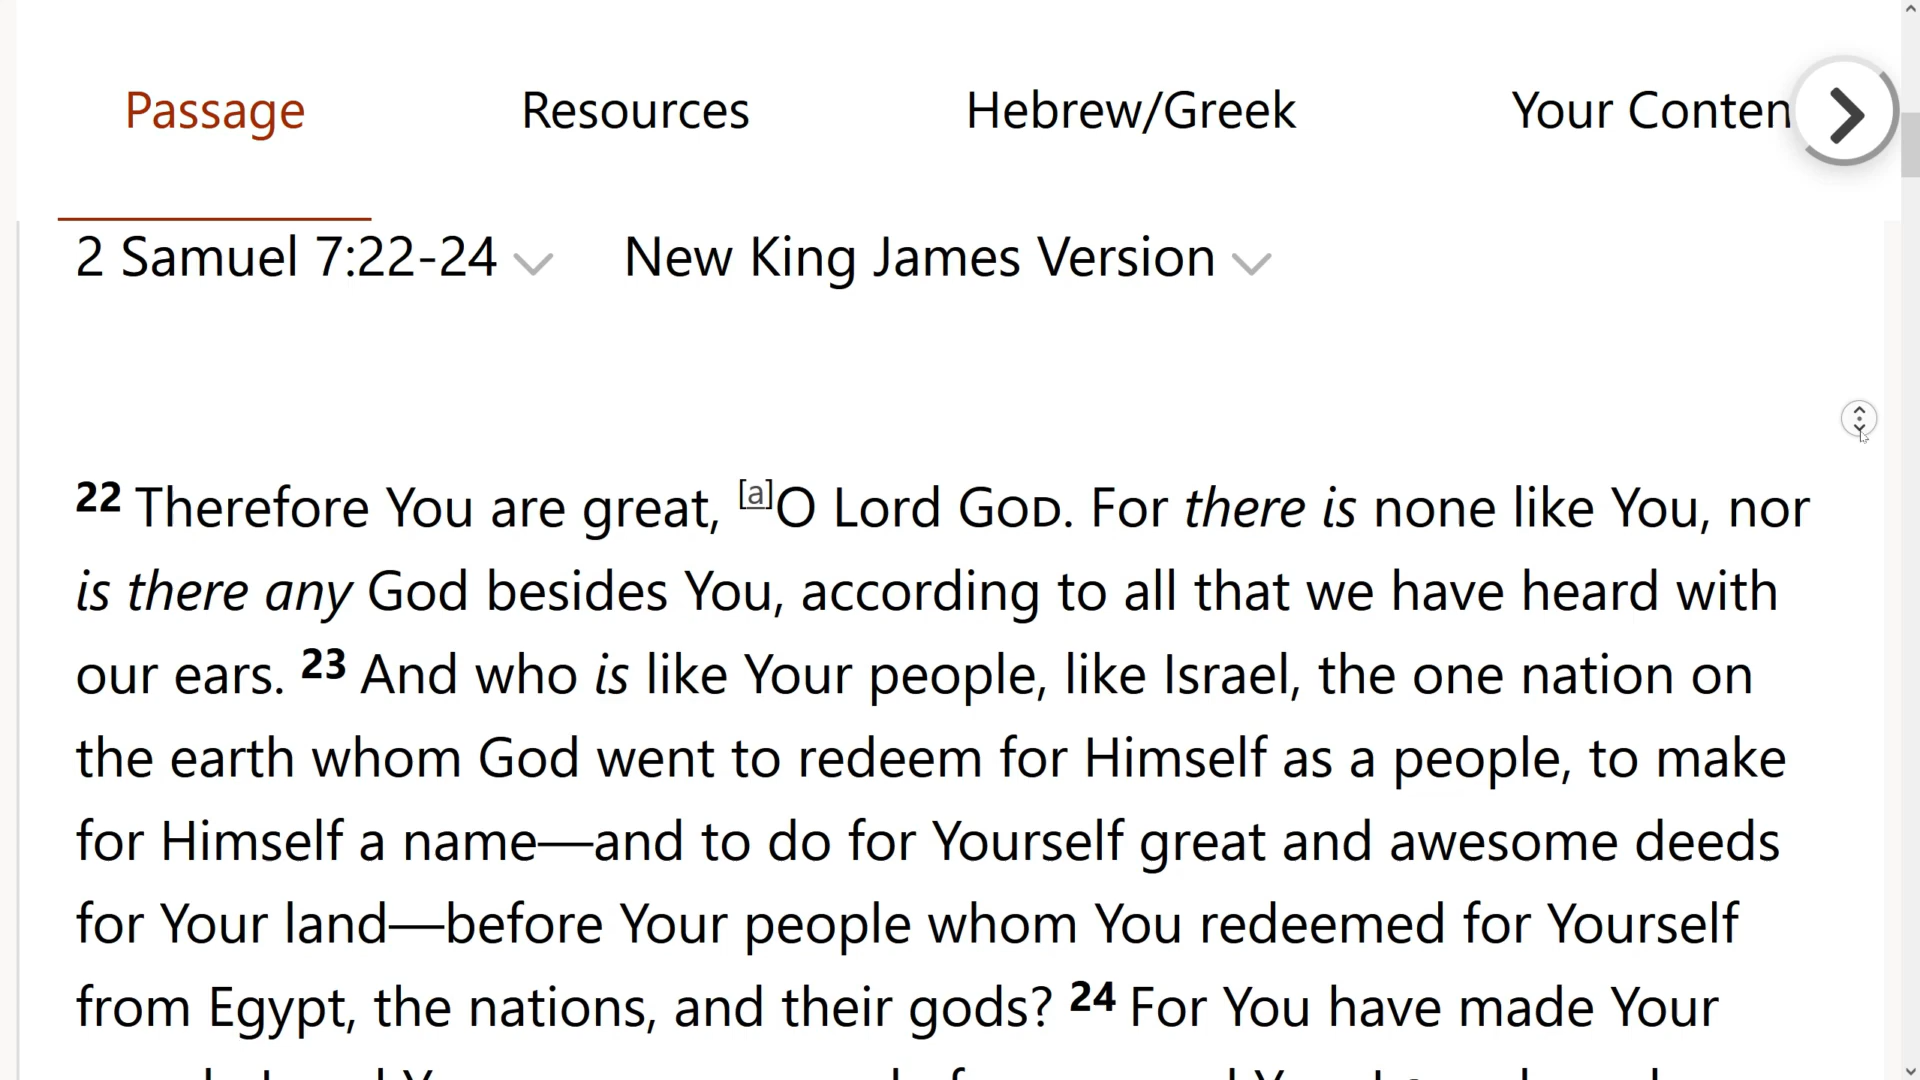 Passage Resources Hebrew/Greek Your Conten
2 Samuel 7:22-24 New King James Version
22 Therefore You are great, [a]O Lord GOD. For there is none like You, nor
is there any God besides You, according to all that we have heard with
our ears. 23 And who is like Your people, like Israel, the one nation on
the earth whom God went to redeem for Himself as a people, to make
for Himself a name—and to do for Yourself great and awesome deeds
for Your land—before Your people whom You redeemed for Yourself
from Egypt, the nations, and their gods? 24 For You have made Your